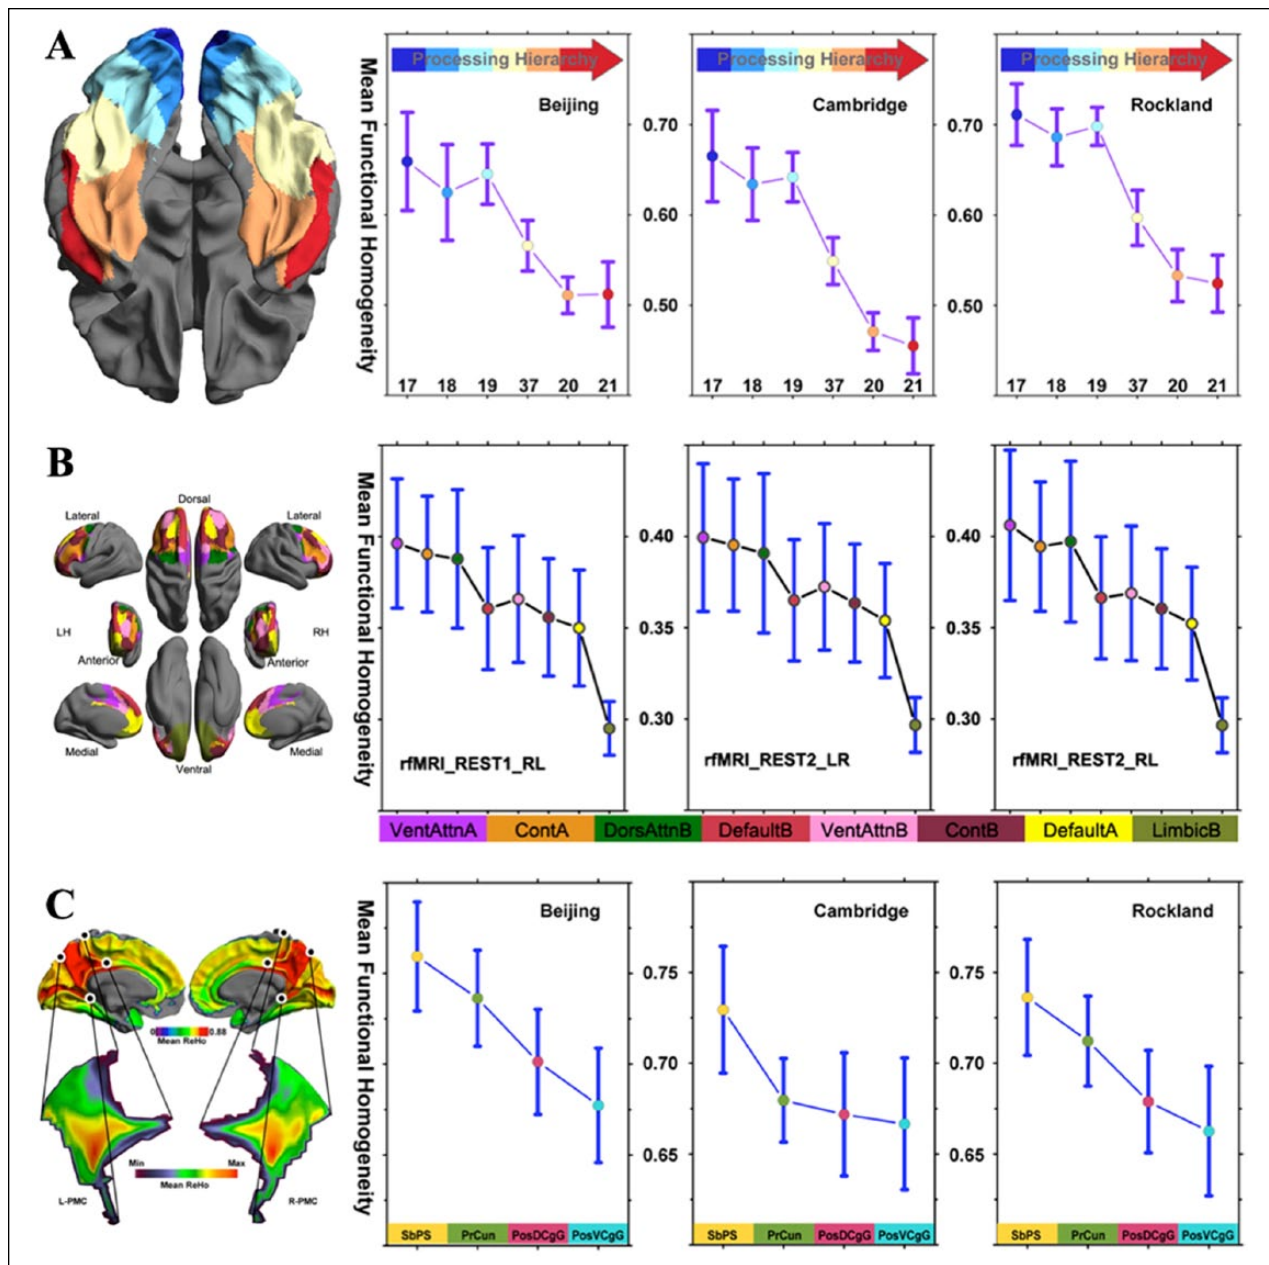 A
Mean Functional Homogeneity
Processing Hierarchy
Beijing
17 18 19 37 20 21
0.70
0.60
0.50
Processing Hierarchy
Cambridge
17 18 19 37 20 21
0.70
0.60
0.50
Processing Hierarchy
Rockland
17 18 19 37 20 21
B
Dorsal
Lateral Lateral
LH RH
Anterior Anterior
Medial Medial
Ventral
Mean Functional Homogeneity
rfMRI_REST1_RL
0.40
0.35
0.30
rfMRI_REST2_LR
0.40
0.35
0.30
rfMRI_REST2_RL
VentAttnA ContA DorsAttnB DefaultB VentAttnB ContB DefaultA LimbicB
C
0 0.88
Mean ReHo
Min Max
Mean ReHo
L-PMC R-PMC
Mean Functional Homogeneity
Beijing
SbPS PrCun PosDCgG PosVCgG
0.75
0.70
0.65
Cambridge
SbPS PrCun PosDCgG PosVCgG
0.75
0.70
0.65
Rockland
SbPS PrCun PosDCgG PosVCgG